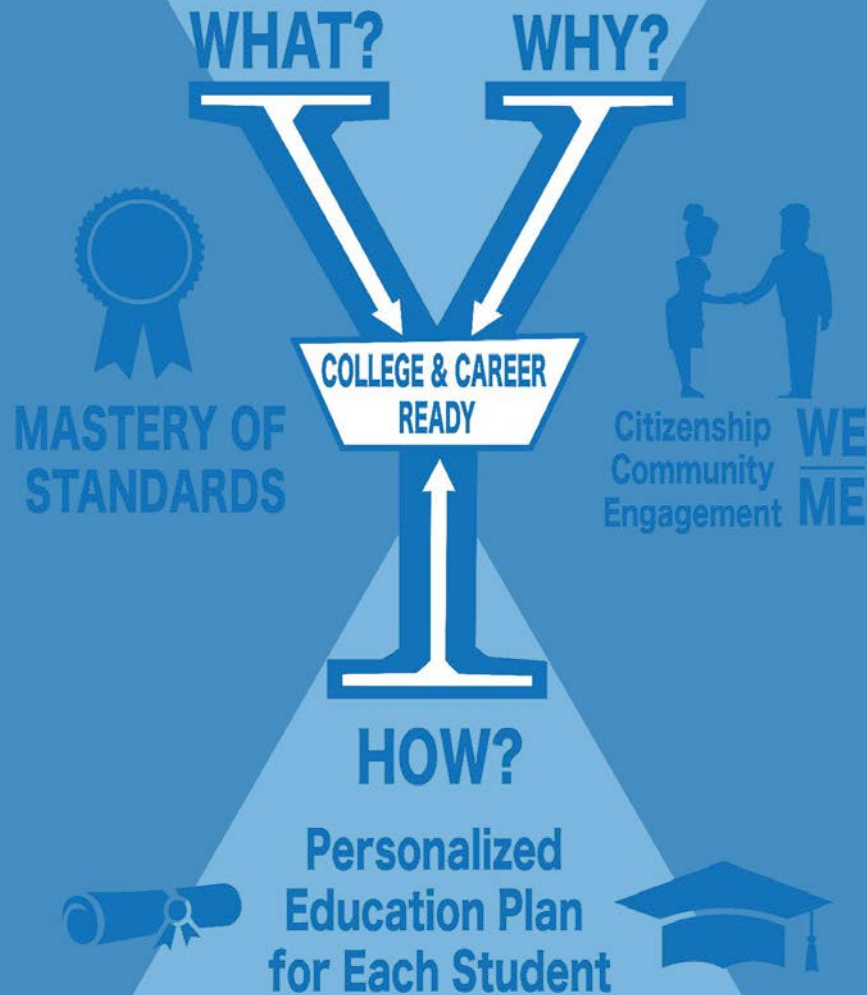 WHAT?
WHY?
COLLEGE & CAREER
READY
MASTERY OF
STANDARDS
Citizenship
Community
Engagement
WE
ME
HOW?
Personalized
Education Plan
for Each Student